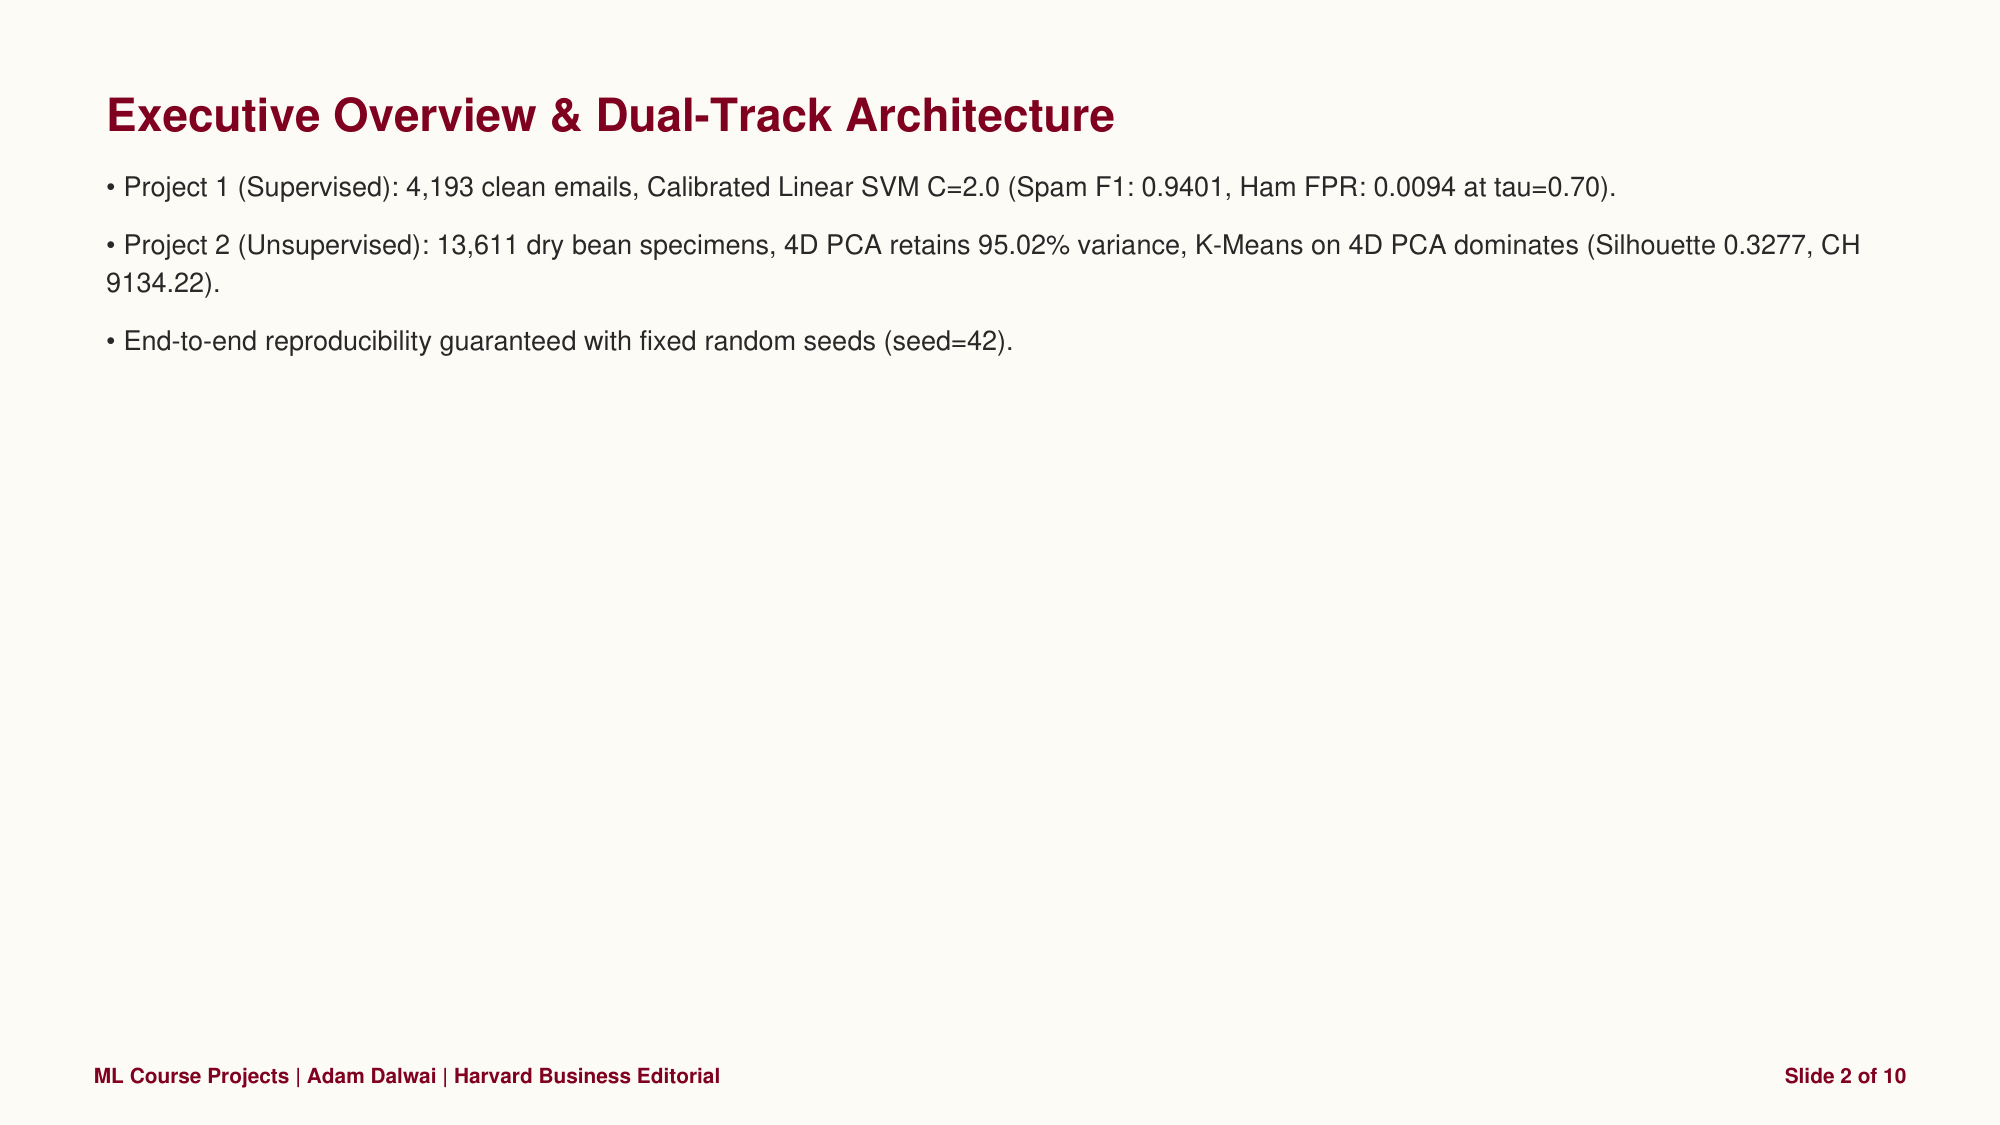 Executive Overview & Dual-Track Architecture
• Project 1 (Supervised): 4,193 clean emails, Calibrated Linear SVM C=2.0 (Spam F1: 0.9401, Ham FPR: 0.0094 at tau=0.70).
• Project 2 (Unsupervised): 13,611 dry bean specimens, 4D PCA retains 95.02% variance, K-Means on 4D PCA dominates (Silhouette 0.3277, CH
9134.22).
• End-to-end reproducibility guaranteed with fixed random seeds (seed=42).
ML Course Projects | Adam Dalwai | Harvard Business Editorial
Slide 2 of 10